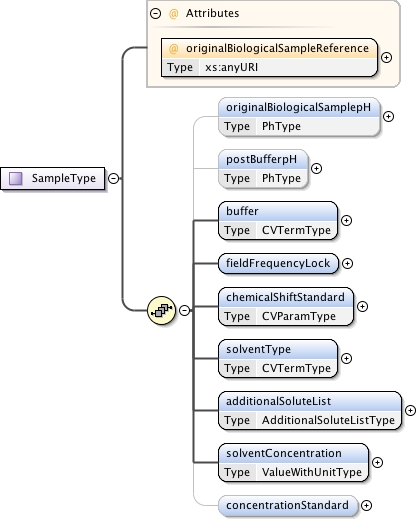 @ Attributes
@ originalBiologicalSampleReference
Type xs:anyURI
originalBiologicalSamplepH
Type PhType
postBufferpH
Type PhType
SampleType
buffer
Type CVTermType
fieldFrequencyLock
chemicalShiftStandard
Type CVParamType
solventType
Type CVTermType
additionalSoluteList
Type AdditionalSoluteListType
solventConcentration
Type ValueWithUnitType
concentrationStandard